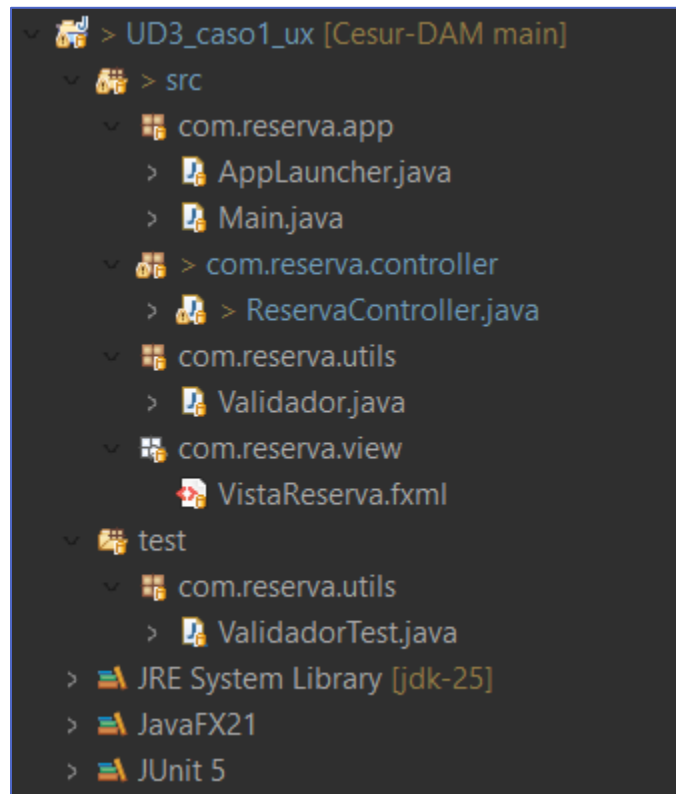 > UD3_caso1_ux [Cesur-DAM main]
> src
com.reserva.app
> AppLauncher.java
> Main.java
> com.reserva.controller
> > ReservaController.java
com.reserva.utils
> Validador.java
com.reserva.view
VistaReserva.fxml
test
com.reserva.utils
> ValidadorTest.java
> JRE System Library [jdk-25]
> JavaFX21
> JUnit 5